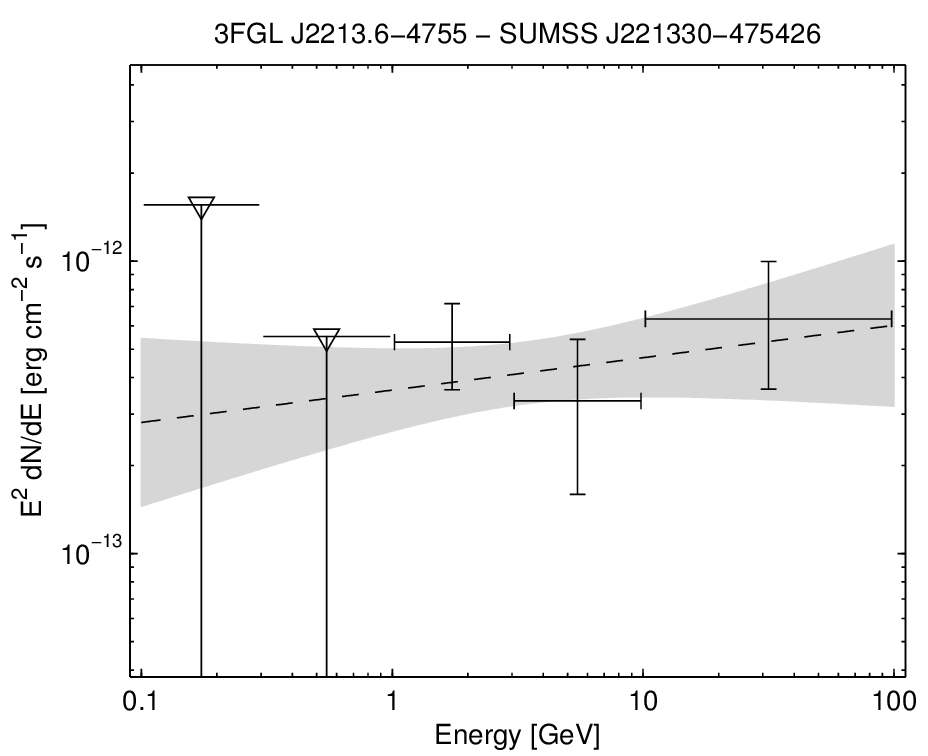 3FGL J2213.6−4755 − SUMSS J221330−475426
E² dN/dE [erg cm⁻² s⁻¹]
10⁻¹²
10⁻¹³
0.1 1 10 100
Energy [GeV]